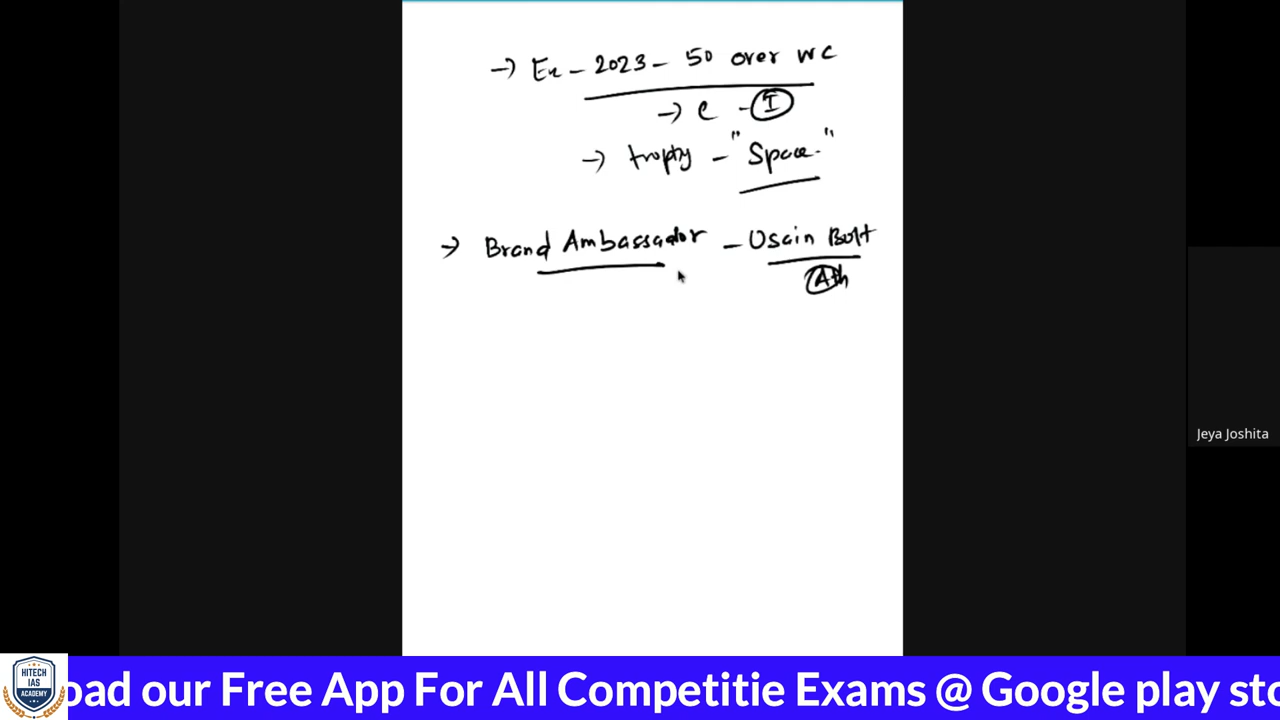 → Ex - 2023 - 50 over WC
→ C - I
→ tropty - "Space"
→ Brand Ambassador - Usain Bolt
Ath
Jeya Joshita
HITECH
IAS
ACADEMY
oad our Free App For All Competitie Exams @ Google play sto